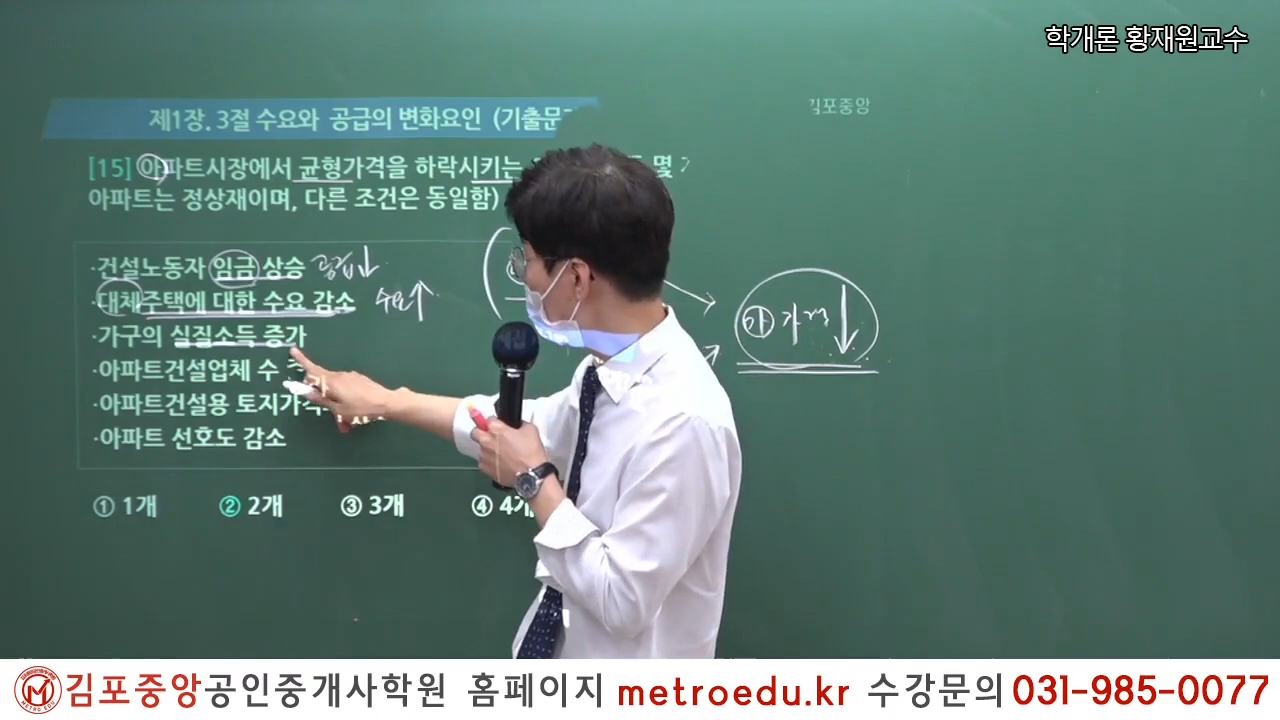 학개론 황재원교수
김포중앙
제1장. 3절 수요와 공급의 변화요인 (기출문
[15] 아파트시장에서 균형가격을 하락시키는 몇
아파트는 정상재이며, 다른 조건은 동일함)
·건설노동자 임금 상승 공급↓
·대체주택에 대한 수요 감소 수요↑
·가구의 실질소득 증가
·아파트건설업체 수
·아파트건설용 토지가격
·아파트 선호도 감소
아 가격↓
① 1개 ② 2개 ③ 3개 ④ 4개
METRO EDU
김포중앙공인중개사학원 홈페이지 metroedu.kr 수강문의 031-985-0077